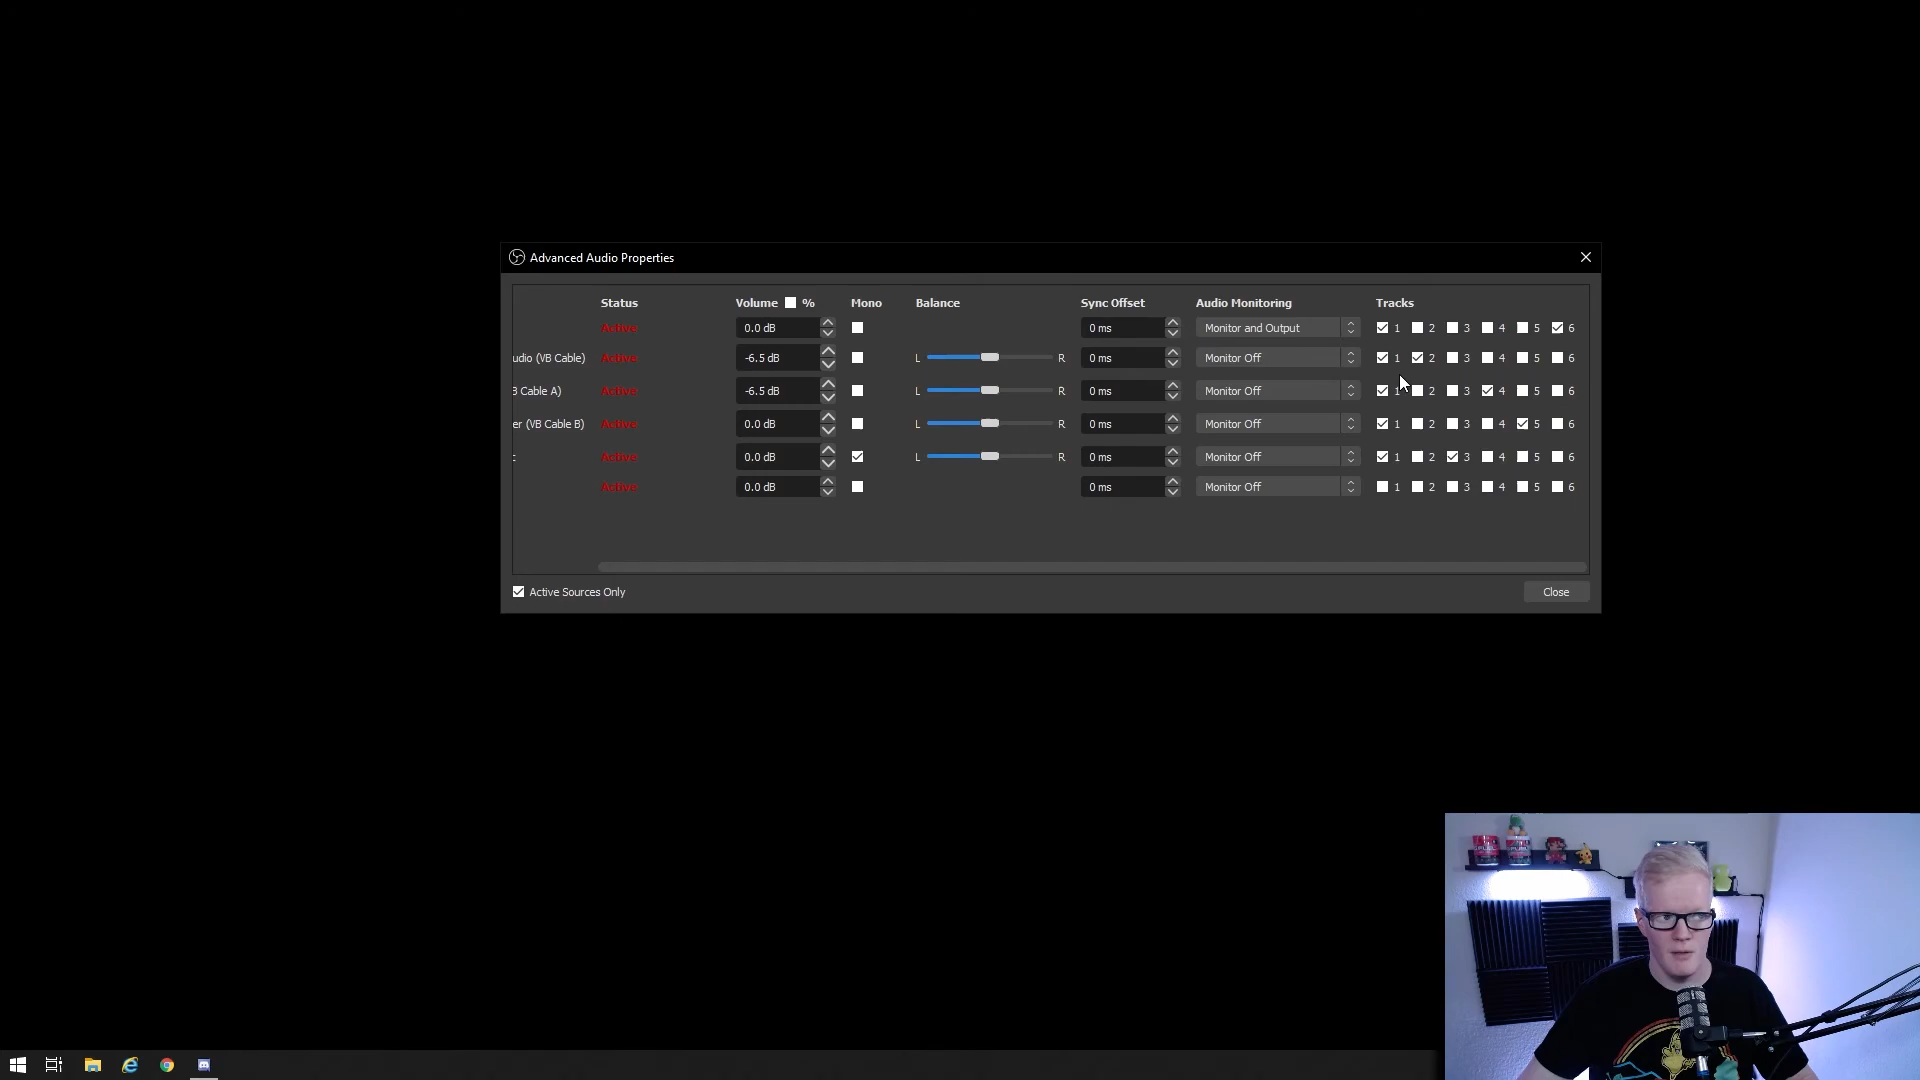 Advanced Audio Properties
Status Volume % Mono Balance Sync Offset Audio Monitoring Tracks
Active 0.0 dB 0 ms Monitor and Output 1 2 3 4 5 6
udio (VB Cable) Active -6.5 dB L R 0 ms Monitor Off 1 2 3 4 5 6
B Cable A) Active -6.5 dB L R 0 ms Monitor Off 1 2 3 4 5 6
er (VB Cable B) Active 0.0 dB L R 0 ms Monitor Off 1 2 3 4 5 6
Active 0.0 dB L R 0 ms Monitor Off 1 2 3 4 5 6
Active 0.0 dB 0 ms Monitor Off 1 2 3 4 5 6
Active Sources Only Close